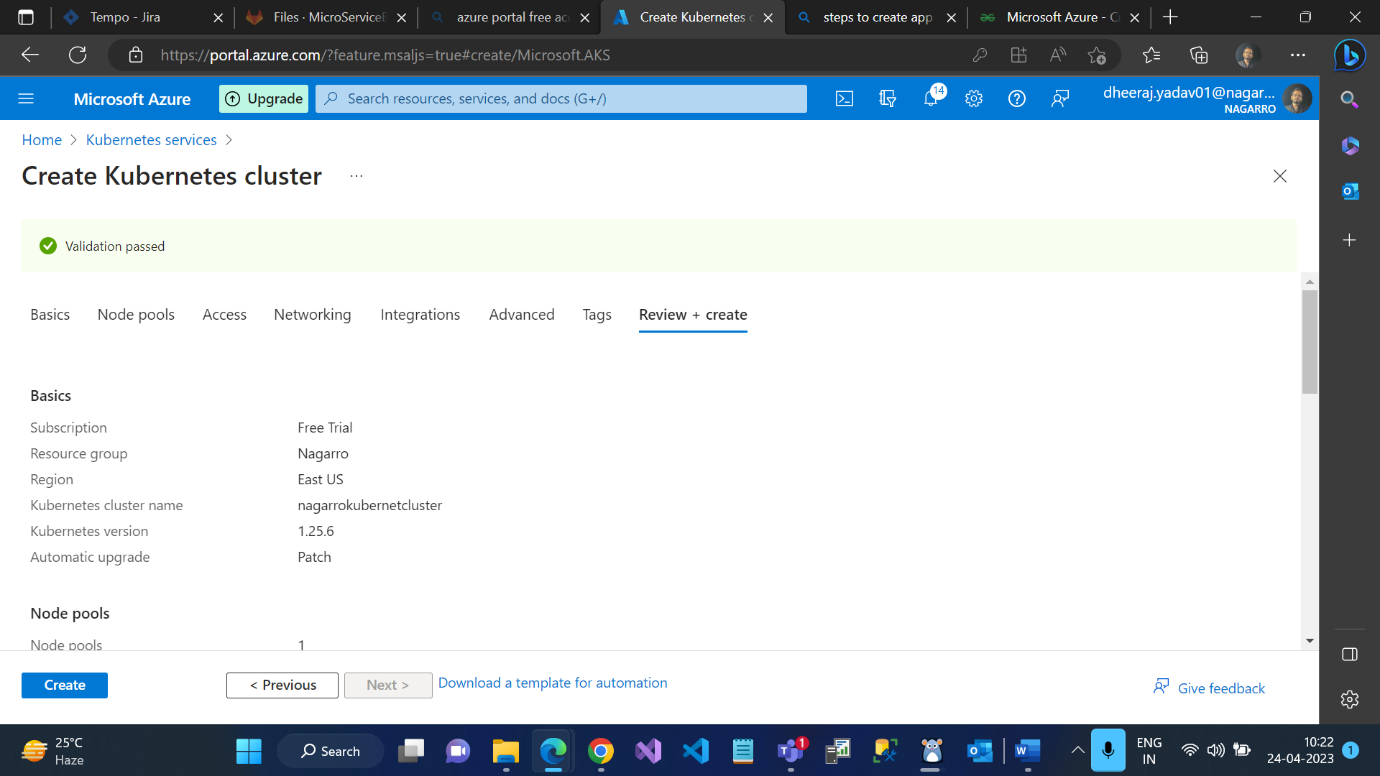 Tempo - Jira
Files · MicroServiceE
azure portal free acc
Create Kubernetes c
steps to create app
Microsoft Azure - C
https://portal.azure.com/?feature.msaljs=true#create/Microsoft.AKS
Microsoft Azure
Upgrade
Search resources, services, and docs (G+/)
14
dheeraj.yadav01@nagar...
NAGARRO
Home > Kubernetes services >
Create Kubernetes cluster ...
Validation passed
Basics Node pools Access Networking Integrations Advanced Tags Review + create
Basics
Subscription Free Trial
Resource group Nagarro
Region East US
Kubernetes cluster name nagarrokubernetcluster
Kubernetes version 1.25.6
Automatic upgrade Patch
Node pools
Node pools 1
Create < Previous Next > Download a template for automation Give feedback
25°C
Haze
Search
1
ENG
IN
10:22
24-04-2023
1